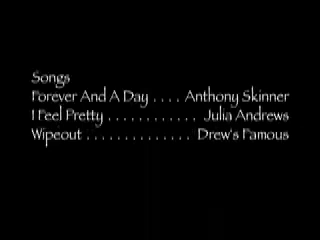 Songs
Forever And A Day . . . . Anthony Skinner
I Feel Pretty . . . . . . . . . . . . Julia Andrews
Wipeout . . . . . . . . . . . . . . Drew's Famous